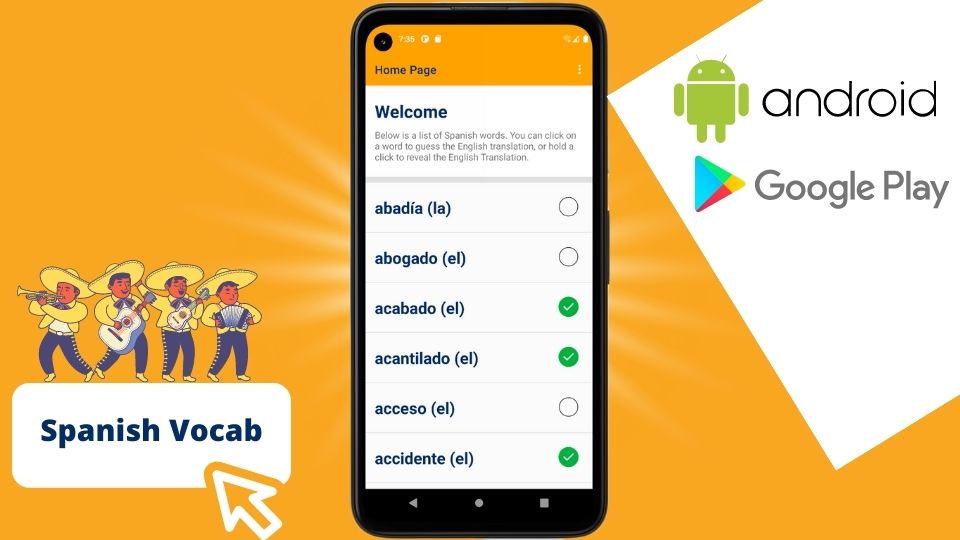 7:35
Home Page
Welcome
Below is a list of Spanish words. You can click on
a word to guess the English translation, or hold a
click to reveal the English Translation.
abadía (la)
abogado (el)
acabado (el)
acantilado (el)
acceso (el)
accidente (el)
Spanish Vocab
android
Google Play